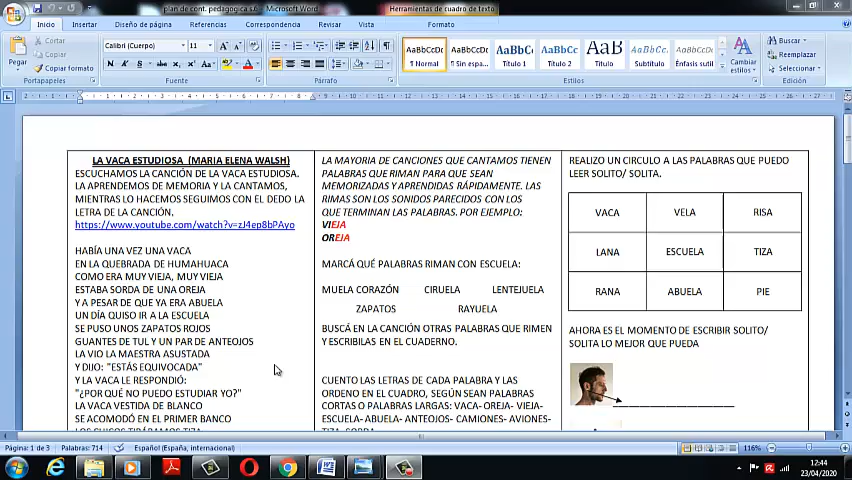 plan de cont. pedagogica
Microsoft Word
Herramientas de cuadro de texto
Inicio
Insertar
Diseño de página
Referencias
Correspondencia
Revisar
Vista
Formato
Cortar
Copiar
Copiar formato
Pegar
Portapapeles
Calibri (Cuerpo)
11
Fuente
Párrafo
AaBbCcDc
¶ Normal
¶ Sin espa...
Título 1
Título 2
Título
Subtítulo
Énfasis sutil
Cambiar estilos
Estilos
Buscar
Reemplazar
Seleccionar
Edición
LA VACA ESTUDIOSA (MARIA ELENA WALSH)
ESCUCHAMOS LA CANCIÓN DE LA VACA ESTUDIOSA.
LA APRENDEMOS DE MEMORIA Y LA CANTAMOS,
MIENTRAS LO HACEMOS SEGUIMOS CON EL DEDO LA
LETRA DE LA CANCIÓN.
https://www.youtube.com/watch?v=zJ4ep8bPAyo
HABÍA UNA VEZ UNA VACA
EN LA QUEBRADA DE HUMAHUACA
COMO ERA MUY VIEJA, MUY VIEJA
ESTABA SORDA DE UNA OREJA
Y A PESAR DE QUE YA ERA ABUELA
UN DÍA QUISO IR A LA ESCUELA
SE PUSO UNOS ZAPATOS ROJOS
GUANTES DE TUL Y UN PAR DE ANTEOJOS
LA VIO LA MAESTRA ASUSTADA
Y DIJO: "ESTÁS EQUIVOCADA"
Y LA VACA LE RESPONDIÓ:
"¿POR QUÉ NO PUEDO ESTUDIAR YO?"
LA VACA VESTIDA DE BLANCO
SE ACOMODÓ EN EL PRIMER BANCO
LOS CHICOS TIRÁBAMOS TIZA
LA MAYORIA DE CANCIONES QUE CANTAMOS TIENEN
PALABRAS QUE RIMAN PARA QUE SEAN
MEMORIZADAS Y APRENDIDAS RÁPIDAMENTE. LAS
RIMAS SON LOS SONIDOS PARECIDOS CON LOS
QUE TERMINAN LAS PALABRAS. POR EJEMPLO:
VIEJA
OREJA
MARCÁ QUÉ PALABRAS RIMAN CON ESCUELA:
MUELA CORAZÓN CIRUELA LENTEJUELA
ZAPATOS RAYUELA
BUSCÁ EN LA CANCIÓN OTRAS PALABRAS QUE RIMEN
Y ESCRIBILAS EN EL CUADERNO.
CUENTO LAS LETRAS DE CADA PALABRA Y LAS
ORDENO EN EL CUADRO, SEGÚN SEAN PALABRAS
CORTAS O PALABRAS LARGAS: VACA- OREJA- VIEJA-
ESCUELA- ABUELA- ANTEOJOS- CAMIONES- AVIONES-
TIZA- SORDA
REALIZO UN CIRCULO A LAS PALABRAS QUE PUEDO
LEER SOLITO/ SOLITA.
VACA VELA RISA
LANA ESCUELA TIZA
RANA ABUELA PIE
AHORA ES EL MOMENTO DE ESCRIBIR SOLITO/
SOLITA LO MEJOR QUE PUEDA
Página: 1 de 3
Palabras: 714
Español (España, internacional)
116%
12:44
23/04/2020